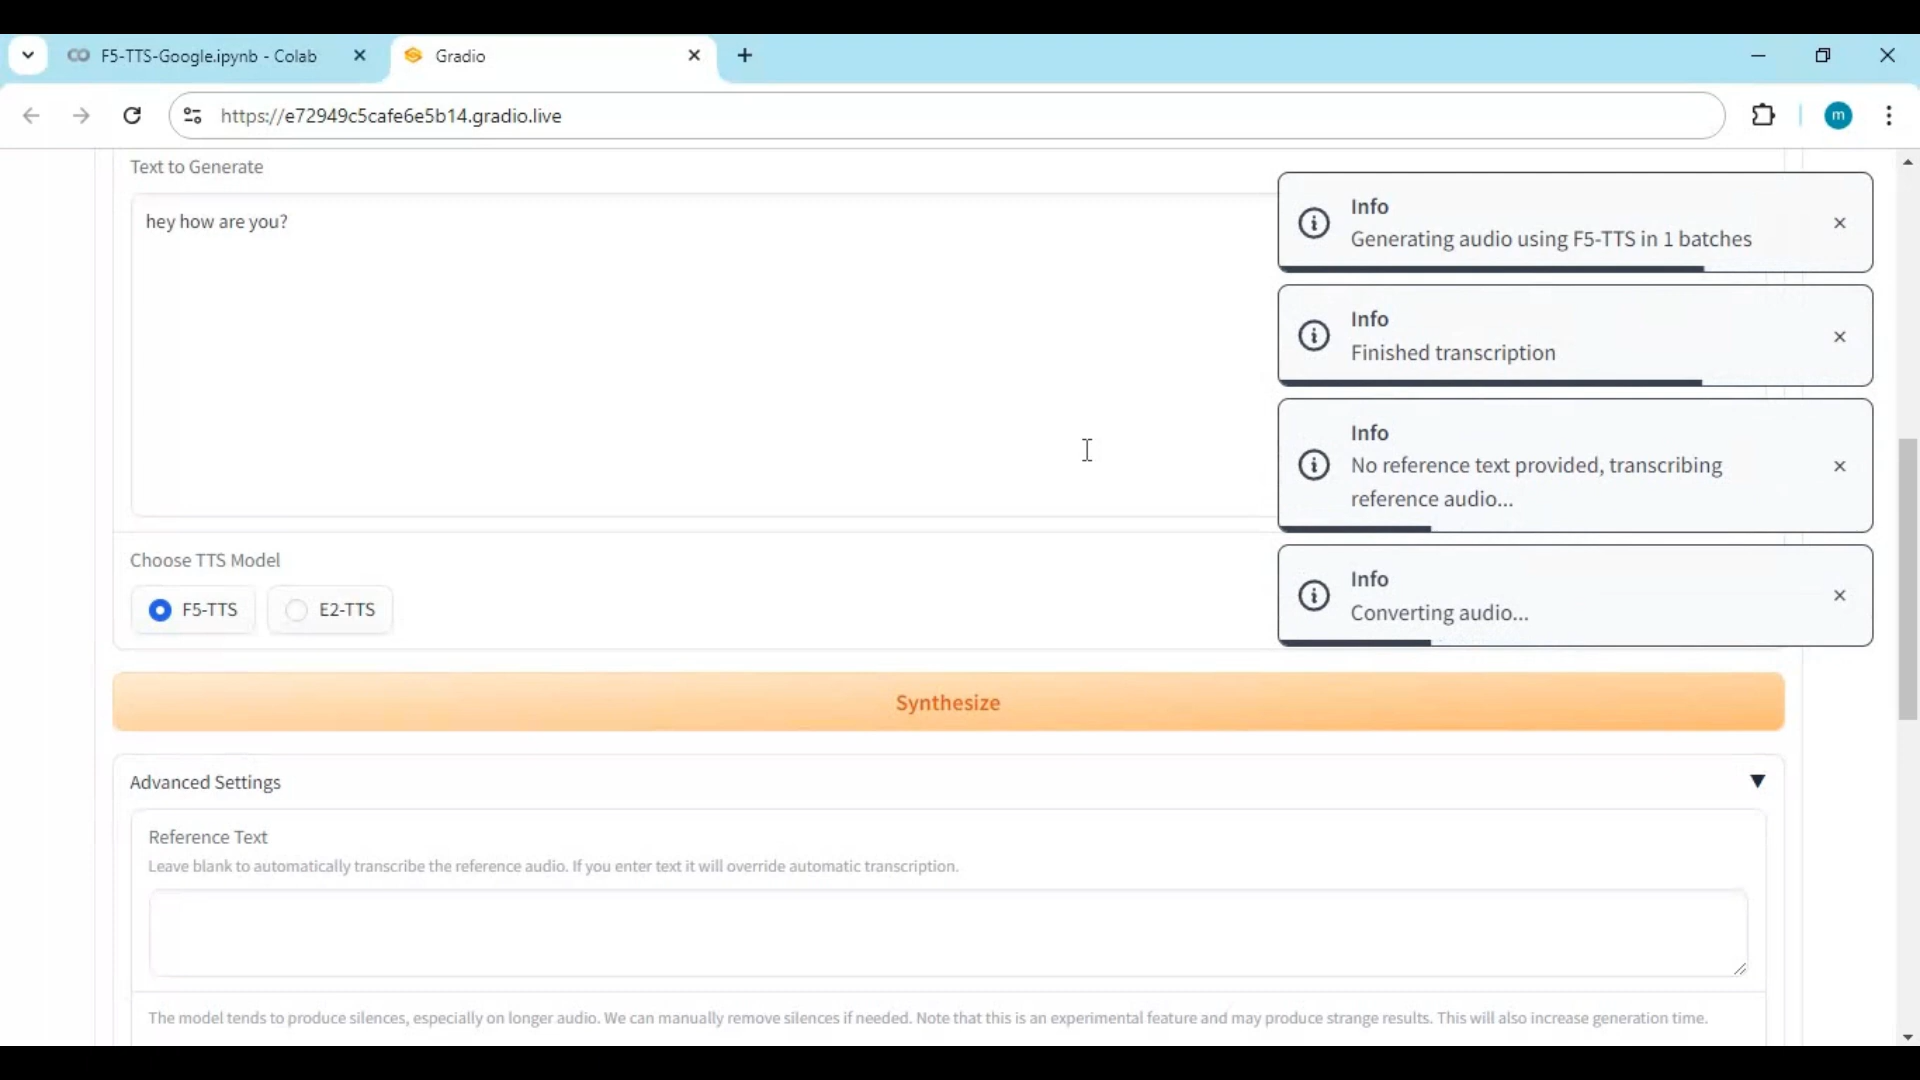 F5-TTS-Google.ipynb - Colab
Gradio
https://e72949c5cafe6e5b14.gradio.live
m
Text to Generate
hey how are you?
Info
Generating audio using F5-TTS in 1 batches
Info
Finished transcription
Info
No reference text provided, transcribing
reference audio...
Info
Converting audio...
Choose TTS Model
F5-TTS
E2-TTS
Synthesize
Advanced Settings
Reference Text
Leave blank to automatically transcribe the reference audio. If you enter text it will override automatic transcription.
The model tends to produce silences, especially on longer audio. We can manually remove silences if needed. Note that this is an experimental feature and may produce strange results. This will also increase generation time.